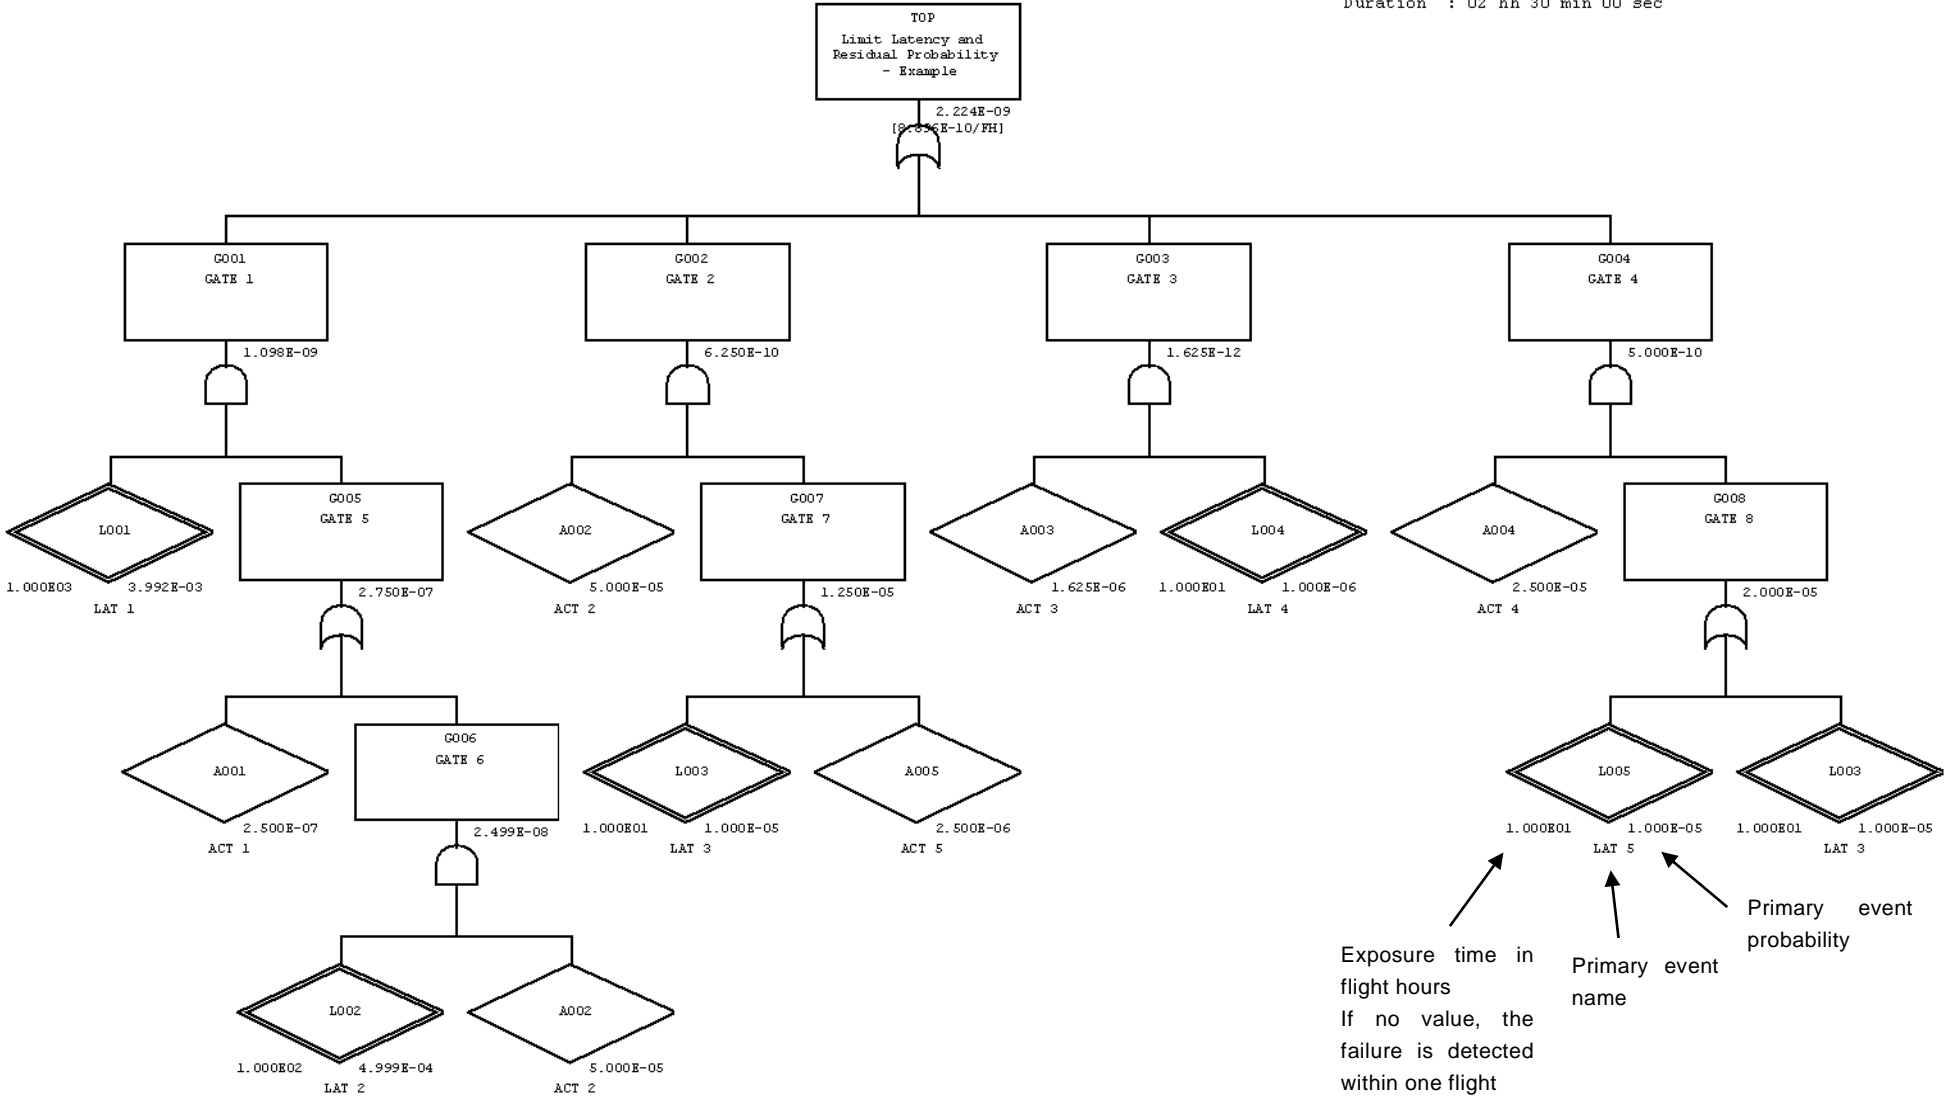 Duration : 02 hh 30 min 00 sec
TOP
Limit Latency and
Residual Probability
- Example
2.224E-09
[8.896E-10/FH]
G001
GATE 1
G002
GATE 2
G003
GATE 3
G004
GATE 4
1.098E-09
6.250E-10
1.625E-12
5.000E-10
L001
1.000E03
3.992E-03
LAT 1
G005
GATE 5
2.750E-07
A002
5.000E-05
ACT 2
G007
GATE 7
1.250E-05
A003
1.625E-06
ACT 3
L004
1.000E01
1.000E-06
LAT 4
A004
2.500E-05
ACT 4
G008
GATE 8
2.000E-05
A001
2.500E-07
ACT 1
G006
GATE 6
2.499E-08
L003
1.000E01
1.000E-05
LAT 3
A005
2.500E-06
ACT 5
L005
1.000E01
1.000E-05
LAT 5
L003
1.000E01
1.000E-05
LAT 3
L002
1.000E02
4.999E-04
LAT 2
A002
5.000E-05
ACT 2
Exposure time in
flight hours
If no value, the
failure is detected
within one flight
Primary event
name
Primary event
probability